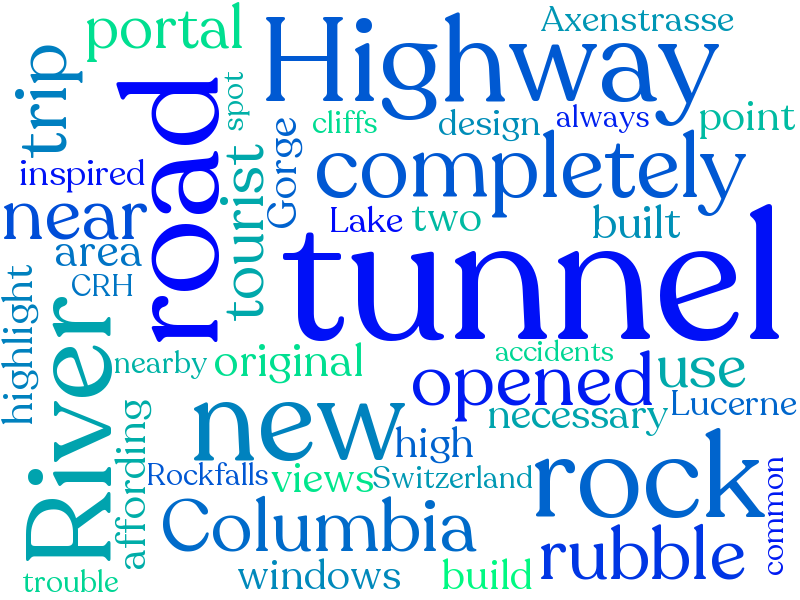 portal
Highway
Axenstrasse
trip
road
spot
cliffs
design
always
point
inspired
tourist
Gorge
completely
near
Lake
two
built
area
CRH
tunnel
highlight
River
nearby
original
accidents
opened
use
necessary
Lucerne
affording
new
high
Rockfalls
views
Switzerland
rock
common
Columbia
rubble
windows
build
trouble